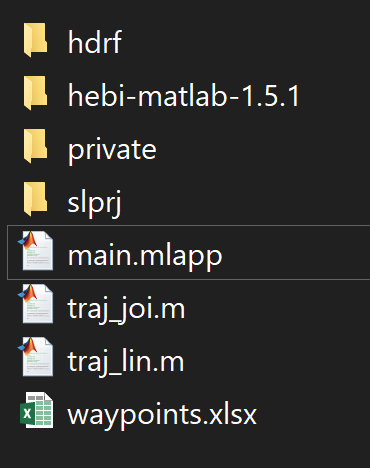 hdrf
hebi-matlab-1.5.1
private
slprj
main.mlapp
traj_joi.m
traj_lin.m
waypoints.xlsx